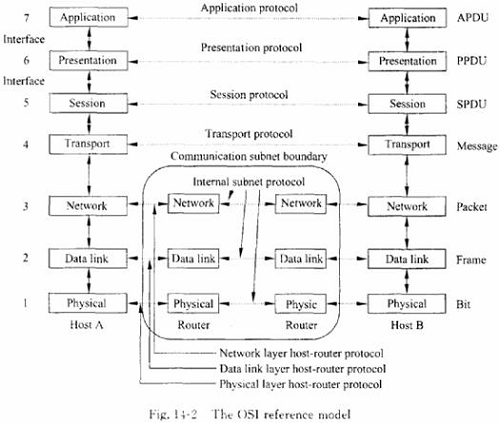 7 Application Application protocol Application APDU
Interface
6 Presentation Presentation protocol Presentation PPDU
Interface
5 Session Session protocol Session SPDU
4 Transport Transport protocol Transport Message
Communication subnet boundary
Internal subnet protocol
3 Network Network Network Network Packet
2 Data link Data link Data link Data link Frame
1 Physical Physical Physic Physical Bit
Host A Router Router Host B
Network layer host-router protocol
Data link layer host-router protocol
Physical layer host-router protocol
Fig. 14-2 The OSI reference model